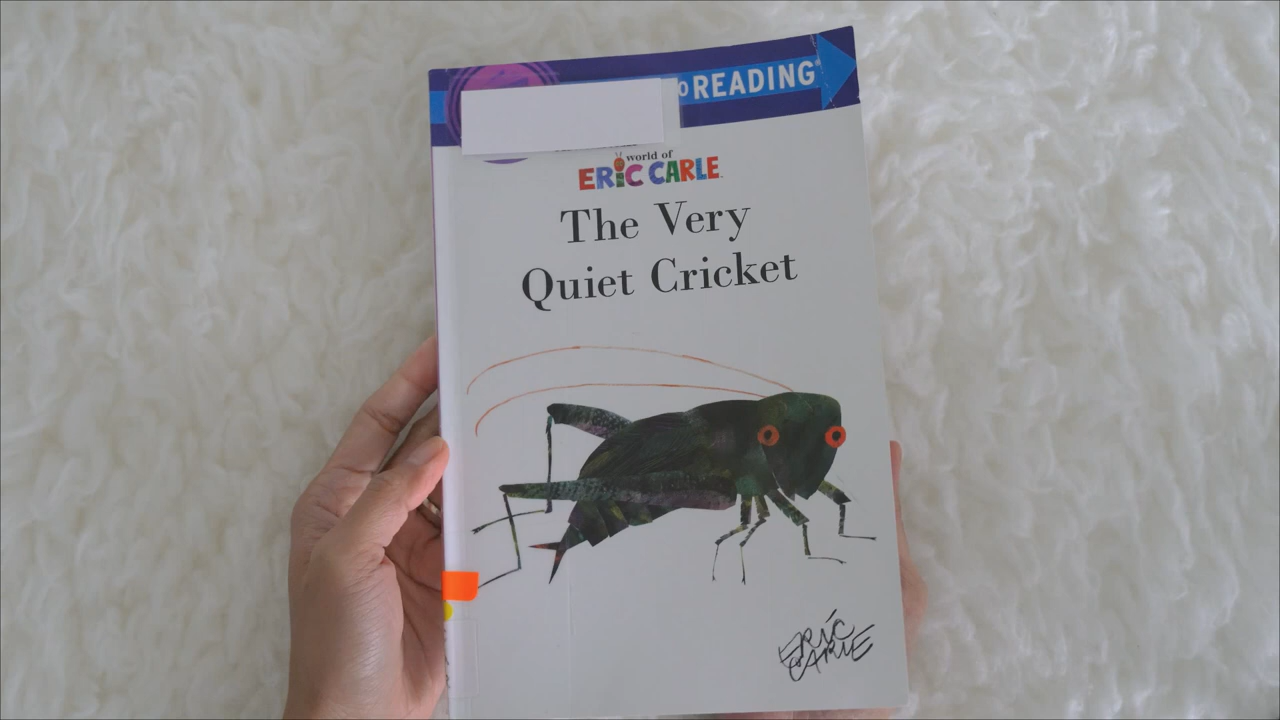 READING
world of
ERIC CARLE
The Very
Quiet Cricket
ERIC
CARLE